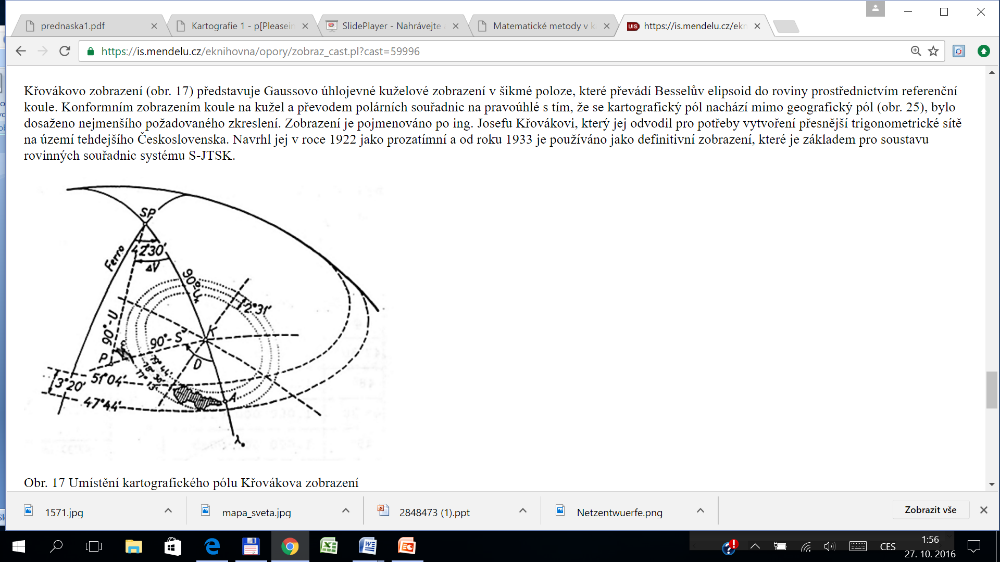 prednaska1.pdf
Kartografie 1 - p[Pleasein
SlidePlayer - Nahrávejte
Matematické metody v k
UIS
https://is.mendelu.cz/ekn
https://is.mendelu.cz/eknihovna/opory/zobraz_cast.pl?cast=59996
Křovákovo zobrazení (obr. 17) představuje Gaussovo úhlojevné kuželové zobrazení v šikmé poloze, které převádí Besselův elipsoid do roviny prostřednictvím referenční
koule. Konformním zobrazením koule na kužel a převodem polárních souřadnic na pravoúhlé s tím, že se kartografický pól nachází mimo geografický pól (obr. 25), bylo
dosaženo nejmenšího požadovaného zkreslení. Zobrazení je pojmenováno po ing. Josefu Křovákovi, který jej odvodil pro potřeby vytvoření přesnější trigonometrické sítě
na území tehdejšího Československa. Navrhl jej v roce 1922 jako prozatímní a od roku 1933 je používáno jako definitivní zobrazení, které je základem pro soustavu
rovinných souřadnic systému S-JTSK.
SP
42°30'
Ferro
ΔV
90°-U
2°31'
90°-U
K
90°-Š
P
D
79°44'
78°30'
77°13'
51°04'
3°20'
47°44'
A
λ
Obr. 17 Umístění kartografického pólu Křovákova zobrazení
1571.jpg
mapa_sveta.jpg
2848473 (1).ppt
Netzentwuerfe.png
Zobrazit vše
CES
1:56
27. 10. 2016